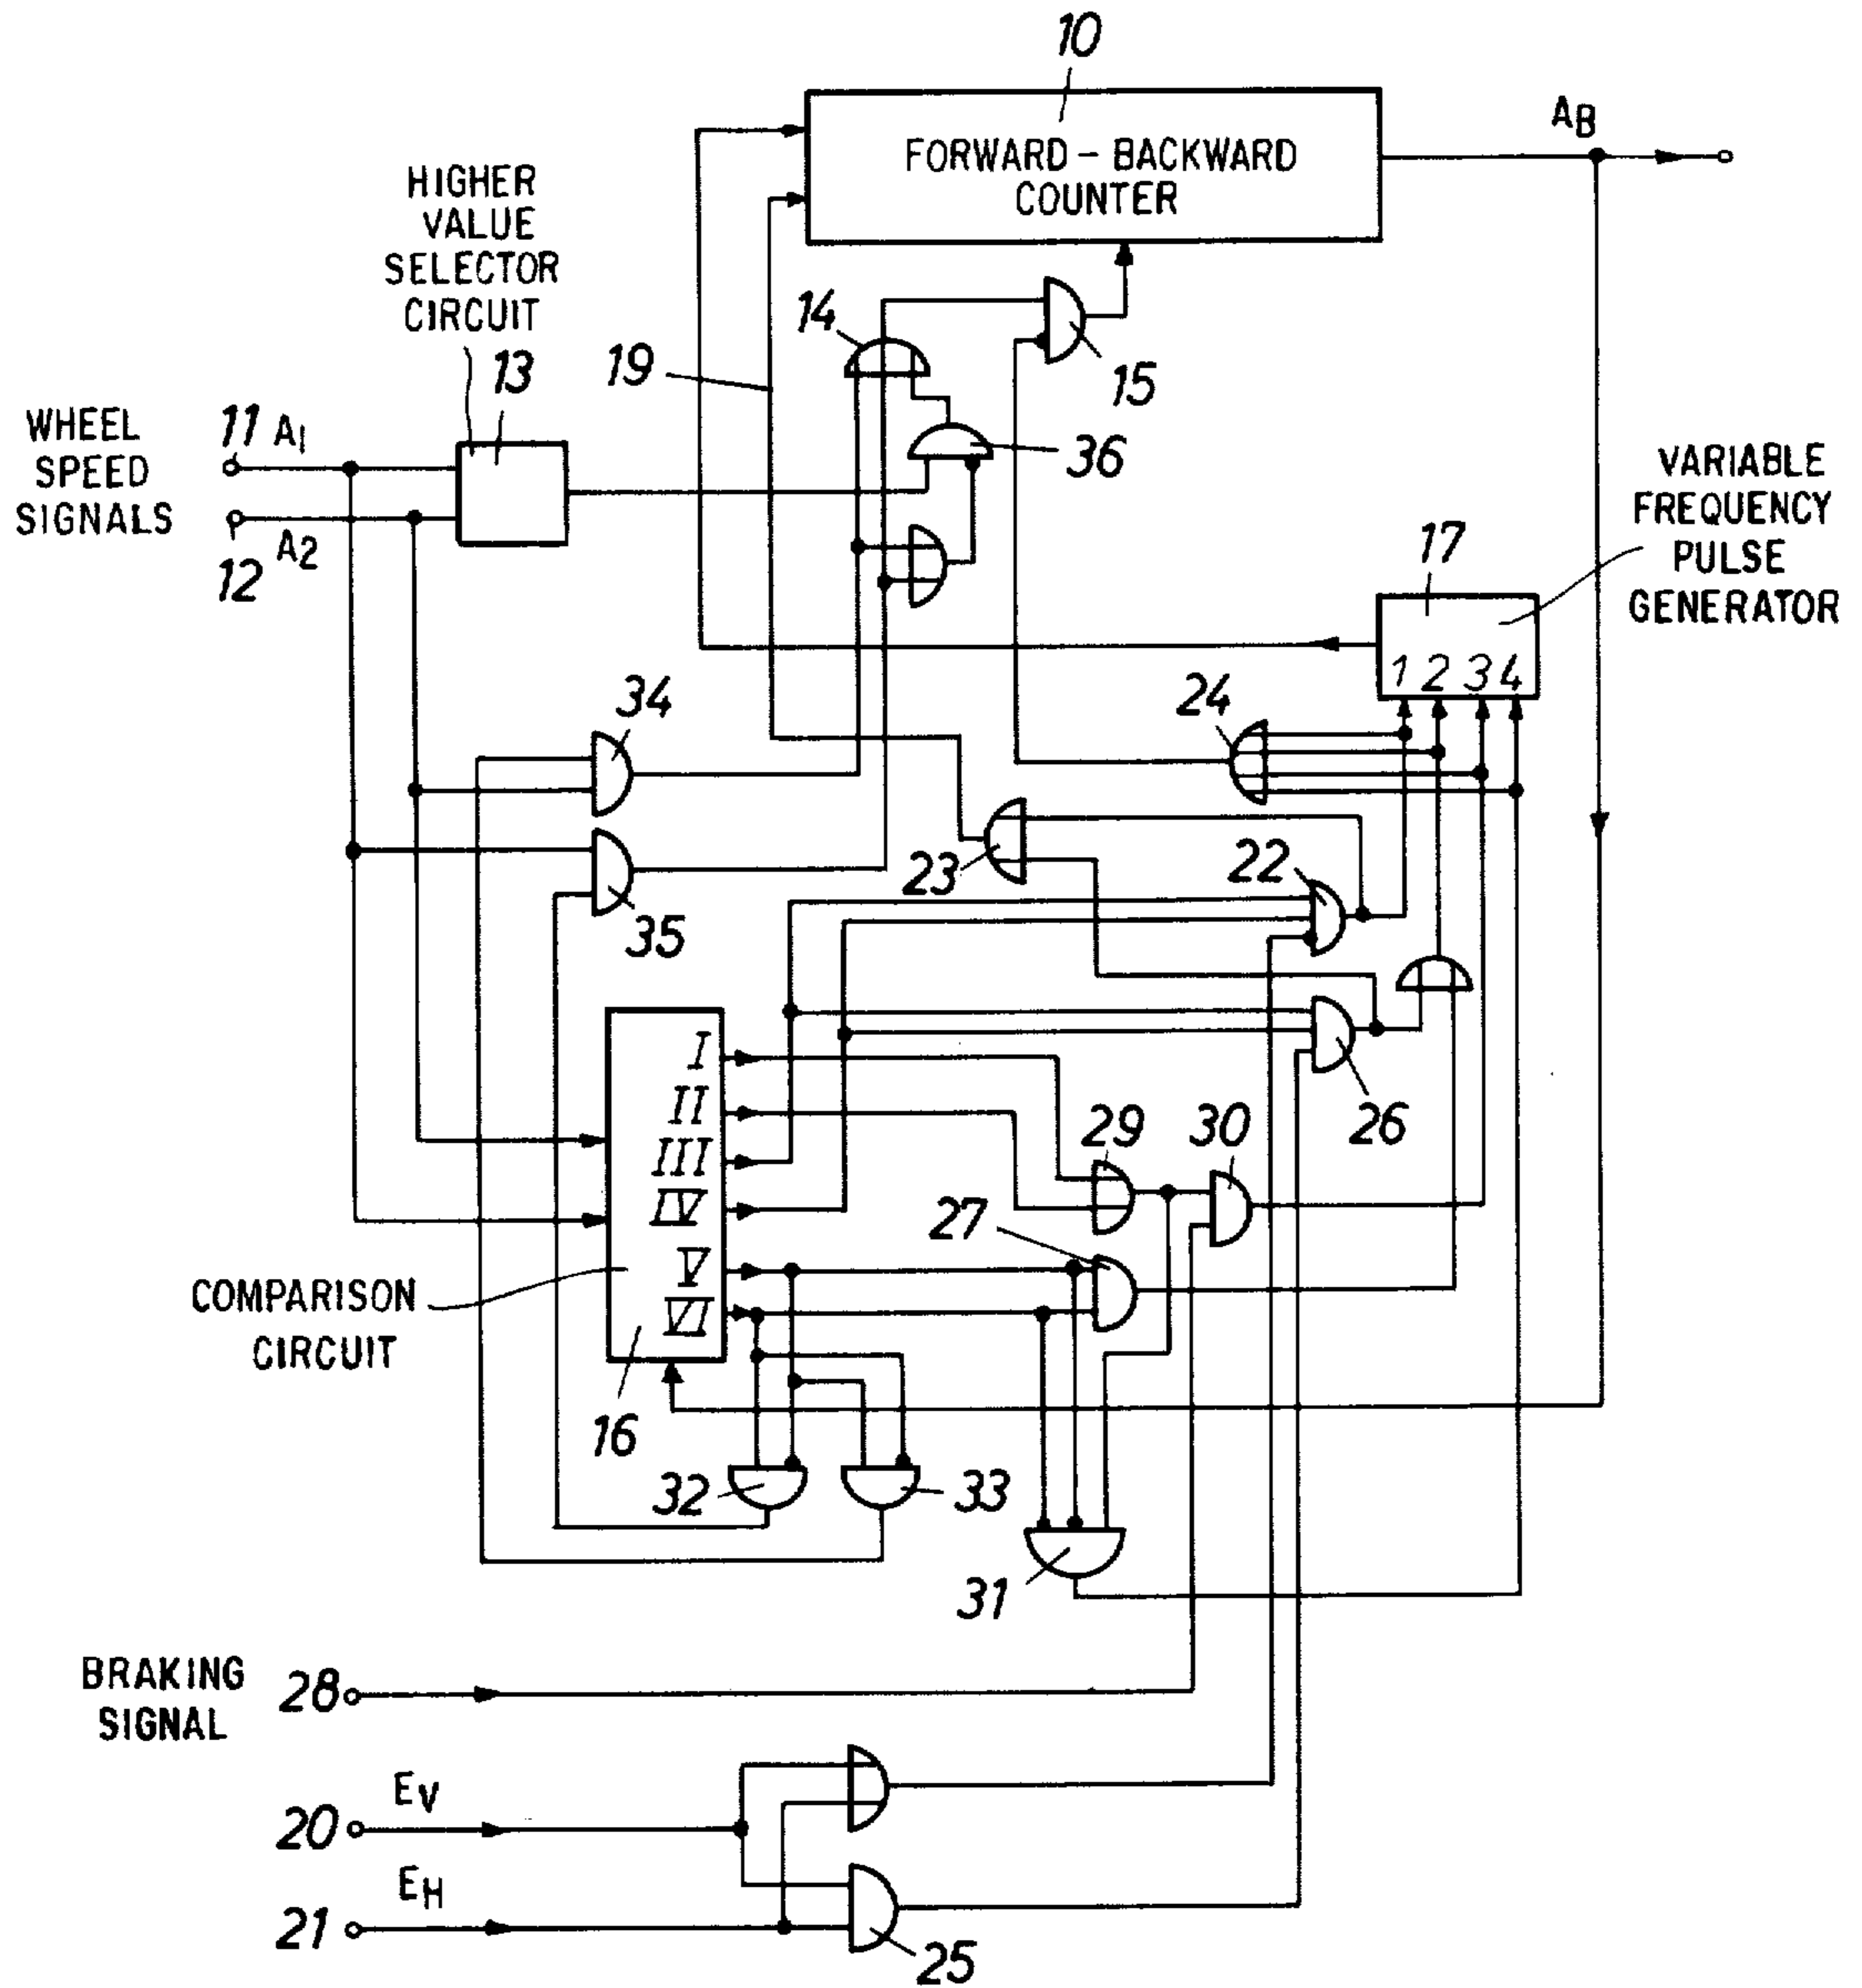 10
FORWARD – BACKWARD
COUNTER
AB
HIGHER
VALUE
SELECTOR
CIRCUIT
13
14
15
19
36
WHEEL
SPEED
SIGNALS
11 A1
12 A2
VARIABLE
FREQUENCY
PULSE
GENERATOR
17
1 2 3 4
24
34
35
23
22
26
I
II
III
IV
V
VI
29
30
27
COMPARISON
CIRCUIT
16
32
33
31
BRAKING
SIGNAL
28
20
EV
21
EH
25